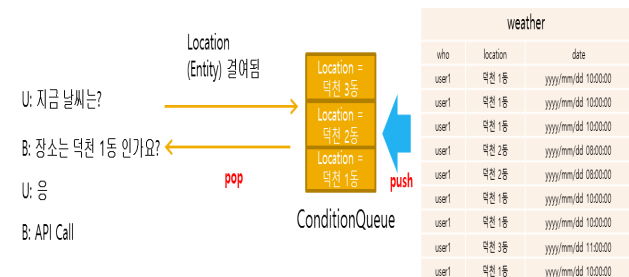 Location
(Entity) 결여됨
U: 지금 날씨는?
B: 장소는 덕천 1동 인가요?
U: 응
B: API Call
pop
Location =
덕천 3동
Location =
덕천 2동
Location =
덕천 1동
ConditionQueue
push
weather
who location date
user1 덕천 1동 yyyy/mm/dd 10:00:00
user1 덕천 1동 yyyy/mm/dd 10:00:00
user1 덕천 1동 yyyy/mm/dd 10:00:00
user1 덕천 2동 yyyy/mm/dd 08:00:00
user1 덕천 2동 yyyy/mm/dd 08:00:00
user1 덕천 1동 yyyy/mm/dd 10:00:00
user1 덕천 1동 yyyy/mm/dd 10:00:00
user1 덕천 3동 yyyy/mm/dd 11:00:00
user1 덕천 1동 yyyy/mm/dd 10:00:00